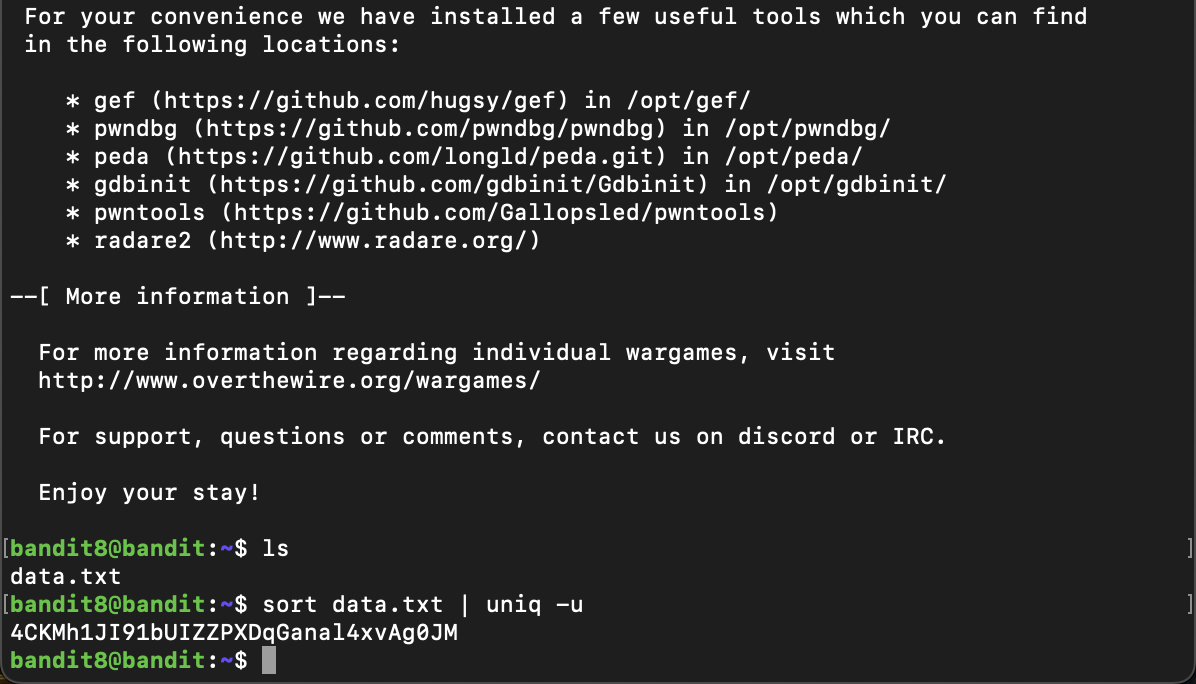 For your convenience we have installed a few useful tools which you can find
in the following locations:
* gef (https://github.com/hugsy/gef) in /opt/gef/
* pwndbg (https://github.com/pwndbg/pwndbg) in /opt/pwndbg/
* peda (https://github.com/longld/peda.git) in /opt/peda/
* gdbinit (https://github.com/gdbinit/Gdbinit) in /opt/gdbinit/
* pwntools (https://github.com/Gallopsled/pwntools)
* radare2 (http://www.radare.org/)
--[ More information ]--
For more information regarding individual wargames, visit
http://www.overthewire.org/wargames/
For support, questions or comments, contact us on discord or IRC.
Enjoy your stay!
[bandit8@bandit:~$ ls ]
data.txt
[bandit8@bandit:~$ sort data.txt | uniq -u ]
4CKMh1JI91bUIZZPXDqGanal4xvAg0JM
bandit8@bandit:~$